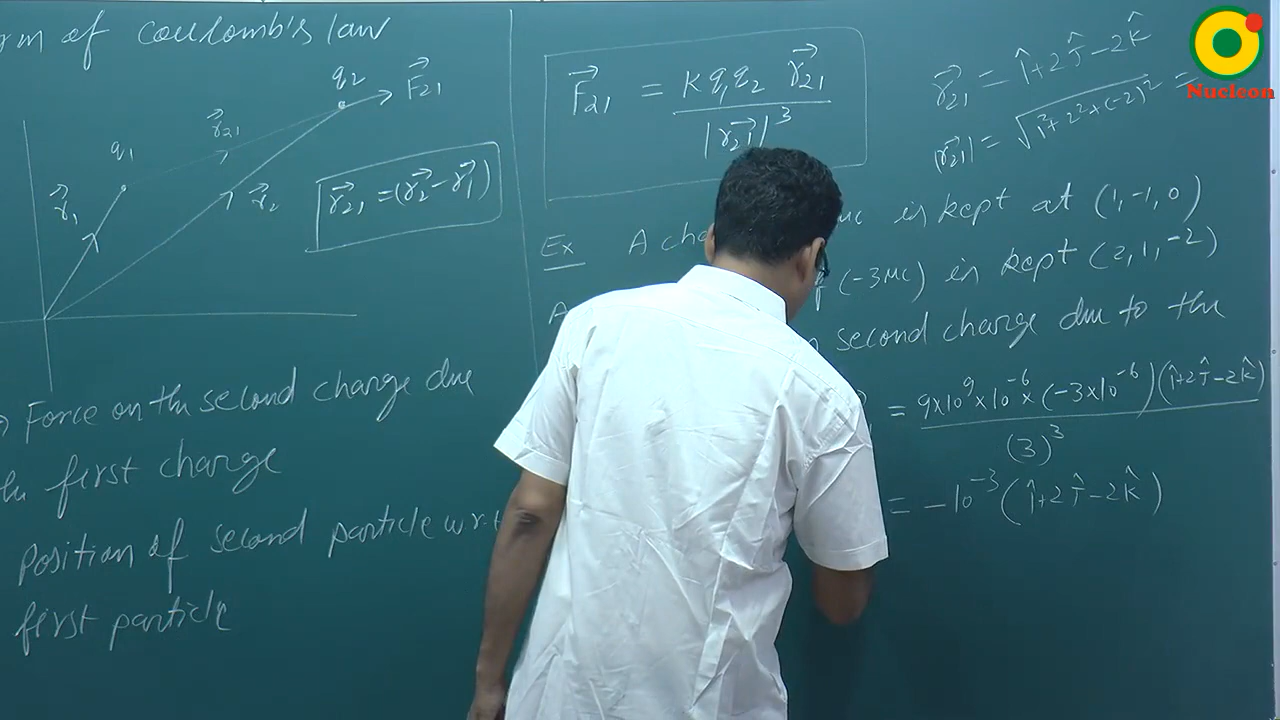 rm of coulomb's law
q1
r⃗1
r⃗21
q2
F⃗21
r⃗2
r⃗21 = (r⃗2 - r⃗1)
Force on the second charge due
first charge
Position of second particle w.r.t
first particle
F⃗21 = K q1 q2 r⃗21 / |r⃗21|^3
r⃗21 = î+2ĵ-2k̂
|r⃗21| = √(1²+2²+(-2)²) =
Ex A is kept at (1,-1,0)
(-3μC) is kept (2,1,-2)
second charge due to the
= 9×10^9×10^-6×(-3×10^-6)(î+2ĵ-2k̂) / (3)^3
= -10^-3 (î+2ĵ-2k̂)
Nucleon